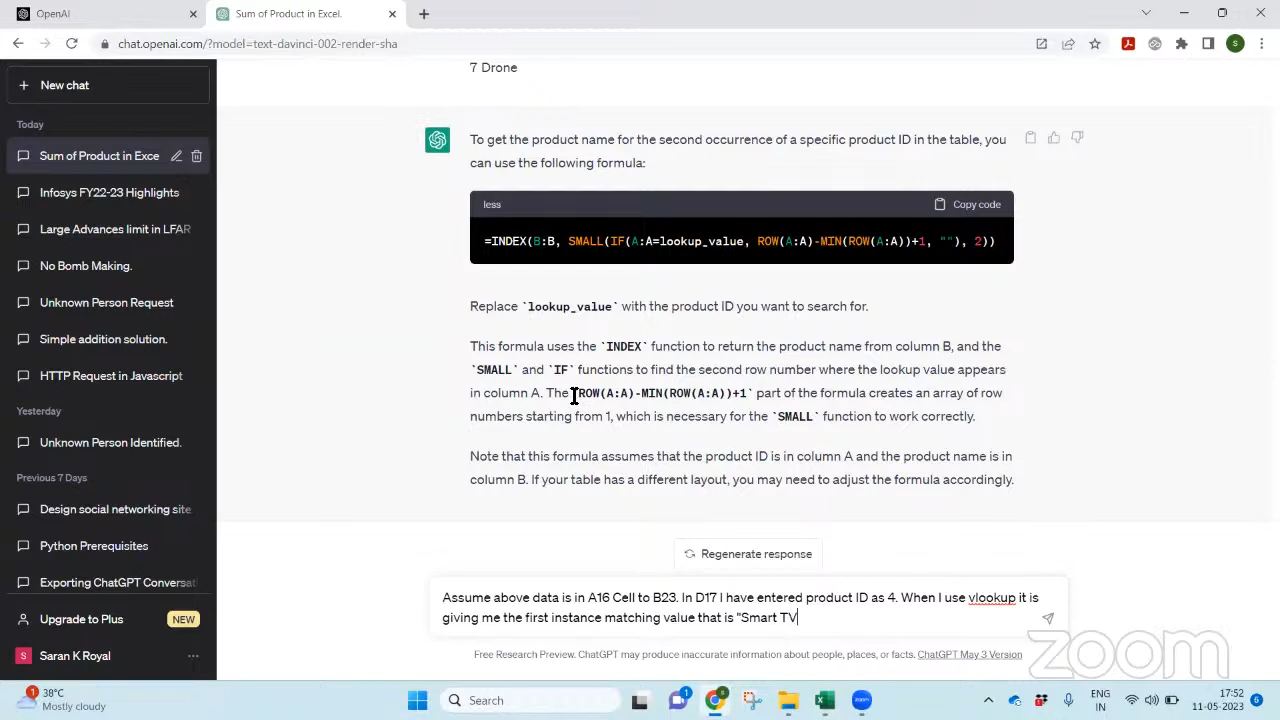 OpenAI
Sum of Product in Excel.
chat.openai.com/?model=text-davinci-002-render-sha
S
New chat
Today
Sum of Product in Exce
Infosys FY22-23 Highlights
Large Advances limit in LFAR
No Bomb Making.
Unknown Person Request
Simple addition solution.
HTTP Request in Javascript
Yesterday
Unknown Person Identified.
Previous 7 Days
Design social networking site
Python Prerequisites
Exporting ChatGPT Conversat
Upgrade to Plus
NEW
S
Saran K Royal
7 Drone
To get the product name for the second occurrence of a specific product ID in the table, you
can use the following formula:
less
Copy code
=INDEX(B:B, SMALL(IF(A:A=lookup_value, ROW(A:A)-MIN(ROW(A:A))+1, ""), 2))
Replace `lookup_value` with the product ID you want to search for.
This formula uses the `INDEX` function to return the product name from column B, and the
`SMALL` and `IF` functions to find the second row number where the lookup value appears
in column A. The `ROW(A:A)-MIN(ROW(A:A))+1` part of the formula creates an array of row
numbers starting from 1, which is necessary for the `SMALL` function to work correctly.
Note that this formula assumes that the product ID is in column A and the product name is in
column B. If your table has a different layout, you may need to adjust the formula accordingly.
Regenerate response
Assume above data is in A16 Cell to B23. In D17 I have entered product ID as 4. When I use vlookup it is
giving me the first instance matching value that is "Smart TV
Free Research Preview. ChatGPT may produce inaccurate information about people, places, or facts. ChatGPT May 3 Version
zoom
1
38°C
Mostly cloudy
Search
1
ENG
IN
17:52
11-05-2023
6